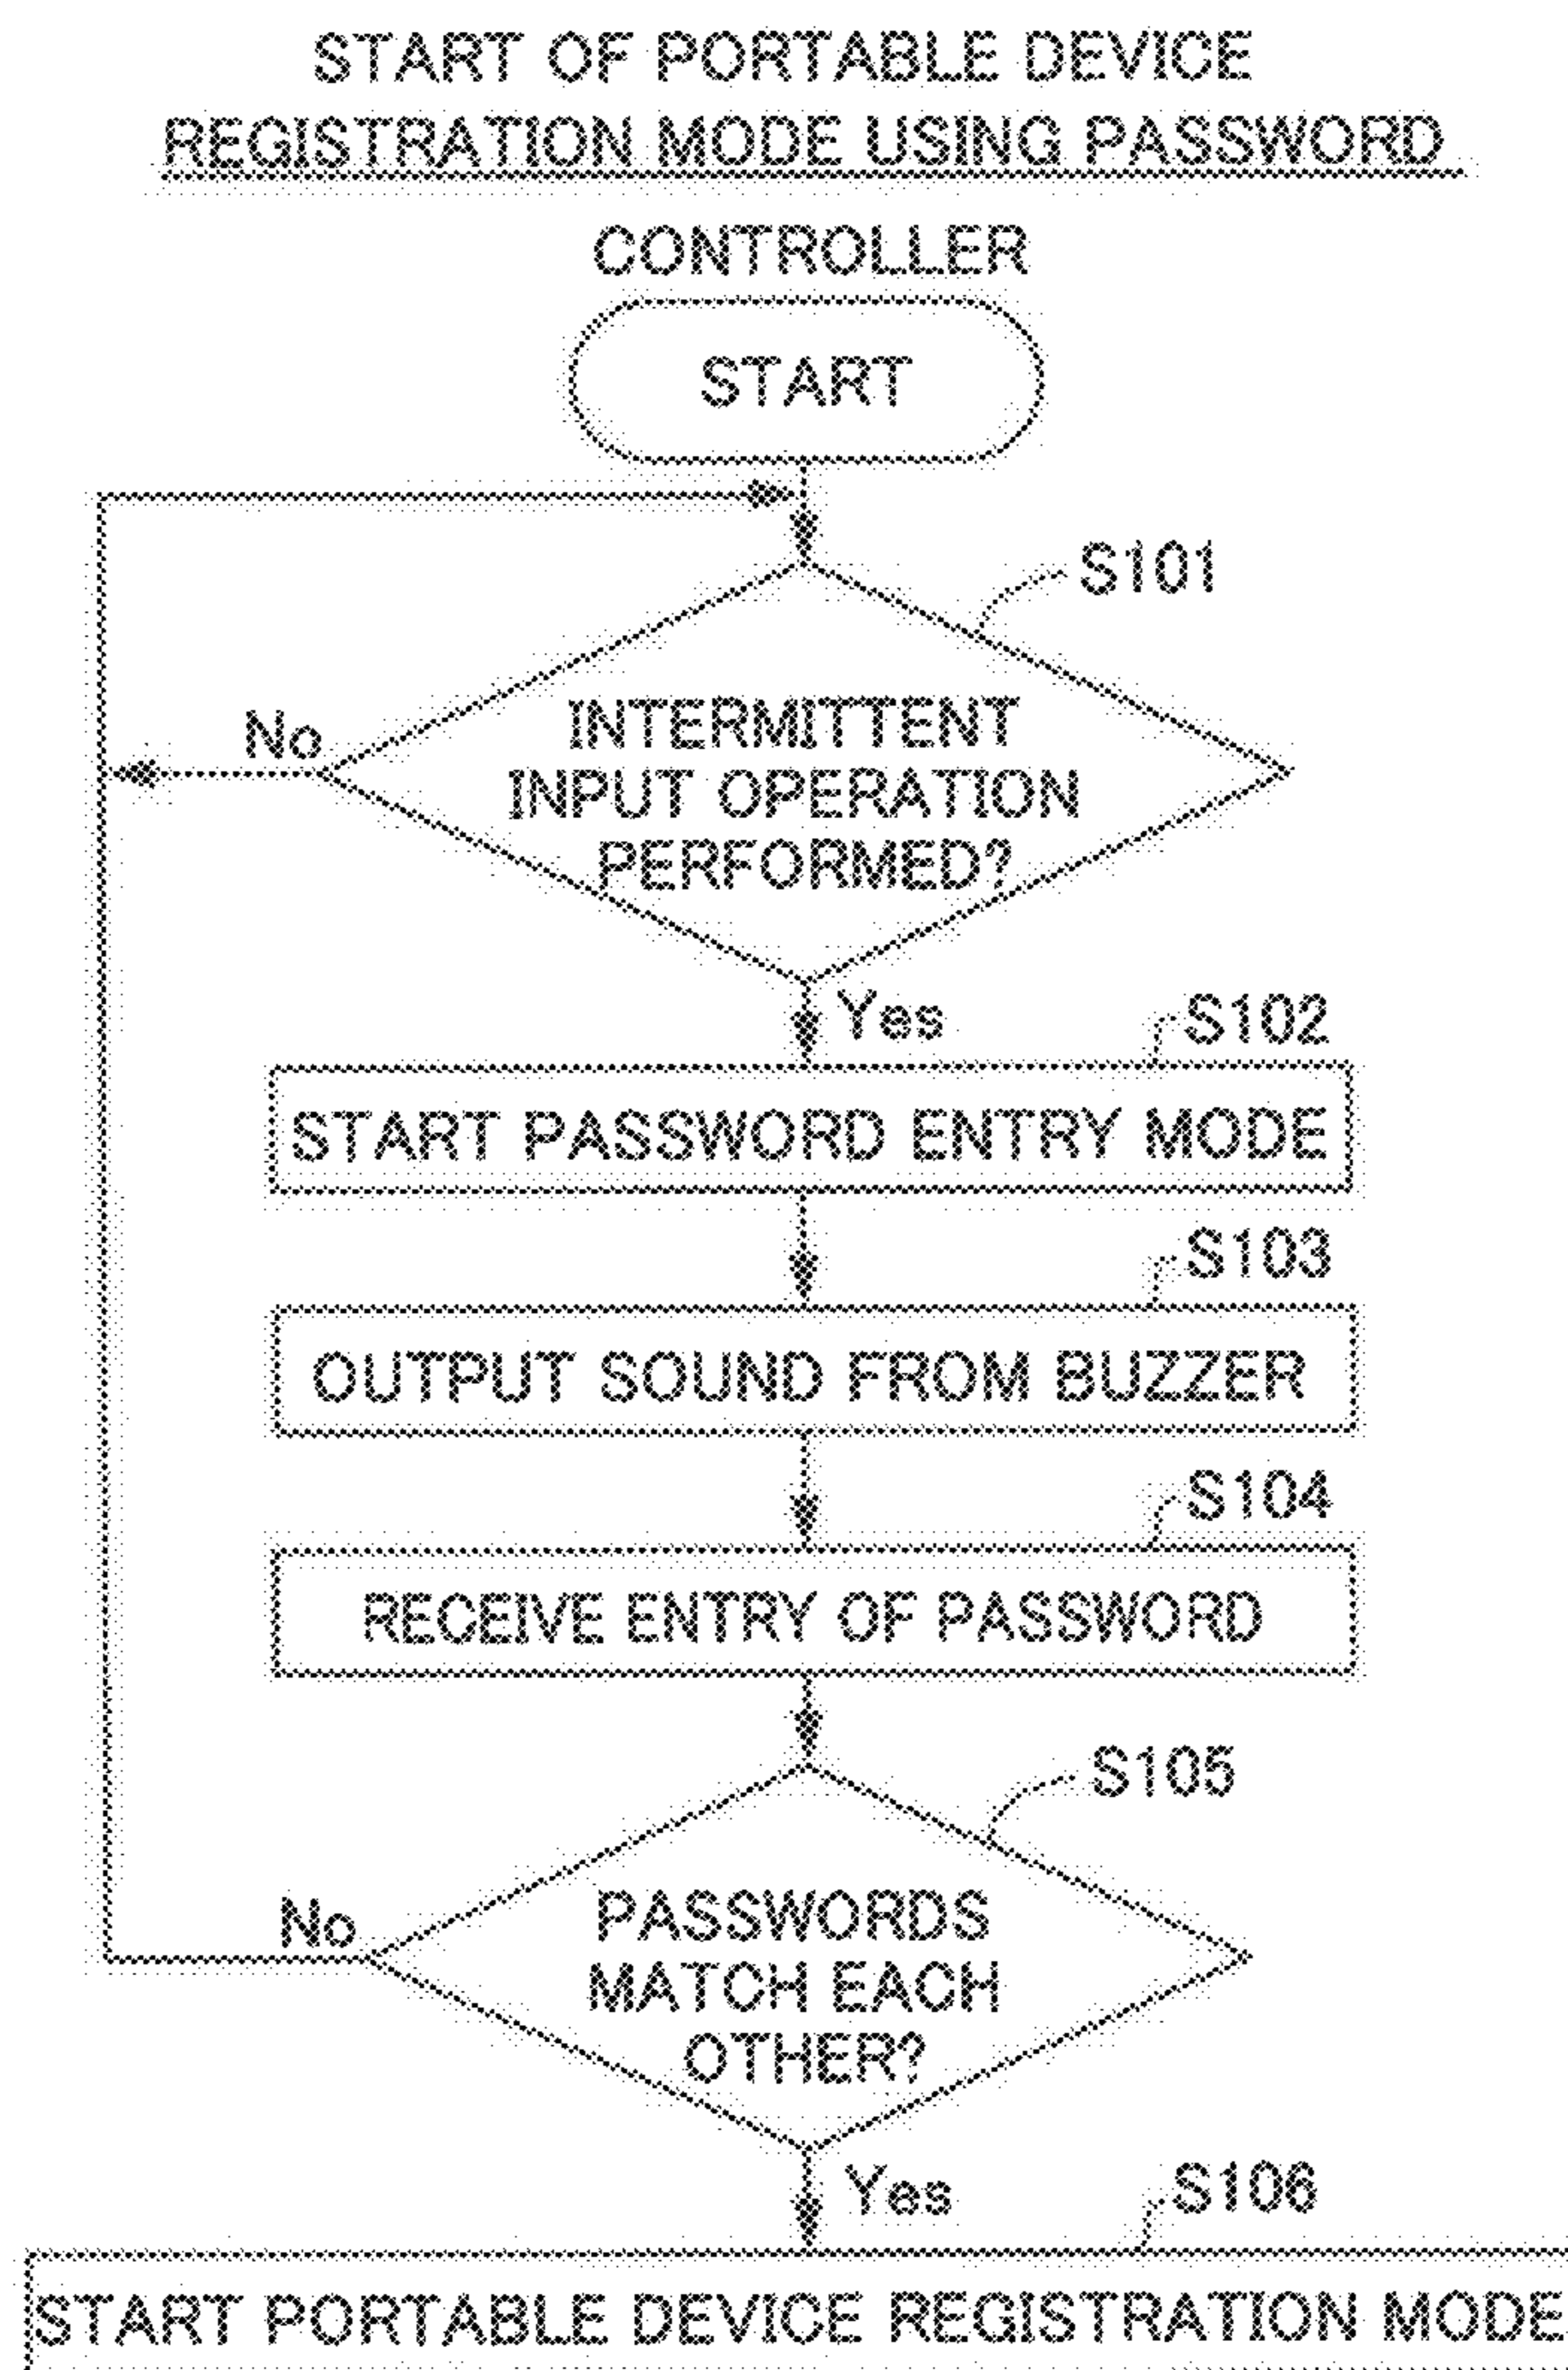 START OF PORTABLE DEVICE
REGISTRATION MODE USING PASSWORD
CONTROLLER
START
S101
INTERMITTENT
INPUT OPERATION
PERFORMED?
No
Yes
S102
START PASSWORD ENTRY MODE
S103
OUTPUT SOUND FROM BUZZER
S104
RECEIVE ENTRY OF PASSWORD
S105
PASSWORDS
MATCH EACH
OTHER?
No
Yes
S106
START PORTABLE DEVICE REGISTRATION MODE